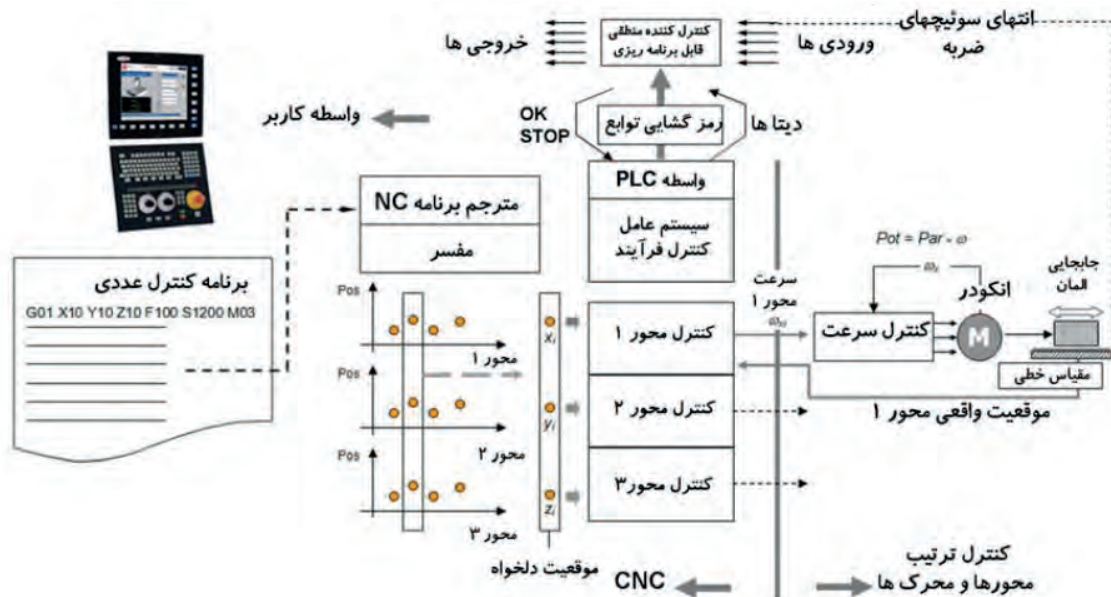 انتهای سوئیچهای
ضربه
ورودی ها
کنترل کننده منطقی
قابل برنامه ریزی
خروجی ها
واسطه کاربر
OK
STOP
رمز گشایی توابع
دیتا ها
واسطه PLC
سیستم عامل
کنترل فرآیند
مترجم برنامه NC
مفسر
برنامه کنترل عددی
G01 X10 Y10 Z10 F100 S1200 M03
Pos
محور ۱
Pos
محور ۲
Pos
محور ۳
xᵢ
yᵢ
zᵢ
موقعیت دلخواه
کنترل محور ۱
کنترل محور ۲
کنترل محور۳
سرعت
محور ۱
Pot = Par * ω
انکودر
کنترل سرعت
M
جابجایی
المان
مقیاس خطی
موقعیت واقعی محور ۱
CNC
کنترل ترتیب
محورها و محرک ها